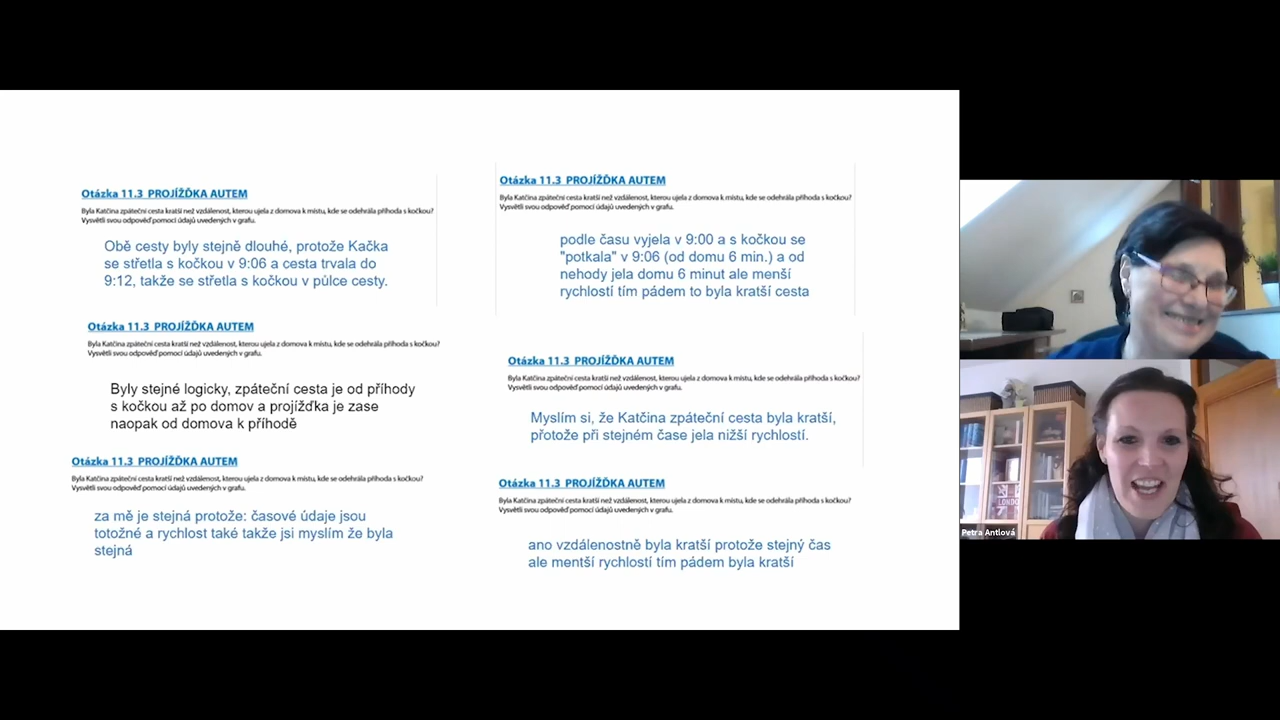 Otázka 11.3 PROJÍŽĎKA AUTEM
Byla Katčina zpáteční cesta kratší než vzdálenost, kterou ujela z domova k místu, kde se odehrála příhoda s kočkou?
Vysvětli svou odpověď pomocí údajů uvedených v grafu.
Obě cesty byly stejně dlouhé, protože Kačka
se střetla s kočkou v 9:06 a cesta trvala do
9:12, takže se střetla s kočkou v půlce cesty.
Otázka 11.3 PROJÍŽĎKA AUTEM
Byla Katčina zpáteční cesta kratší než vzdálenost, kterou ujela z domova k místu, kde se odehrála příhoda s kočkou?
Vysvětli svou odpověď pomocí údajů uvedených v grafu.
Byly stejné logicky, zpáteční cesta je od příhody
s kočkou až po domov a projížďka je zase
naopak od domova k příhodě
Otázka 11.3 PROJÍŽĎKA AUTEM
Byla Katčina zpáteční cesta kratší než vzdálenost, kterou ujela z domova k místu, kde se odehrála příhoda s kočkou?
Vysvětli svou odpověď pomocí údajů uvedených v grafu.
za mě je stejná protože: časové údaje jsou
totožné a rychlost také takže jsi myslím že byla
stejná
Otázka 11.3 PROJÍŽĎKA AUTEM
Byla Katčina zpáteční cesta kratší než vzdálenost, kterou ujela z domova k místu, kde se odehrála příhoda s kočkou?
Vysvětli svou odpověď pomocí údajů uvedených v grafu.
podle času vyjela v 9:00 a s kočkou se
"potkala" v 9:06 (od domu 6 min.) a od
nehody jela domu 6 minut ale menší
rychlostí tím pádem to byla kratší cesta
Otázka 11.3 PROJÍŽĎKA AUTEM
Byla Katčina zpáteční cesta kratší než vzdálenost, kterou ujela z domova k místu, kde se odehrála příhoda s kočkou?
Vysvětli svou odpověď pomocí údajů uvedených v grafu.
Myslím si, že Katčina zpáteční cesta byla kratší,
přotože při stejném čase jela nižší rychlostí.
Otázka 11.3 PROJÍŽĎKA AUTEM
Byla Katčina zpáteční cesta kratší než vzdálenost, kterou ujela z domova k místu, kde se odehrála příhoda s kočkou?
Vysvětli svou odpověď pomocí údajů uvedených v grafu.
ano vzdálenostně byla kratší protože stejný čas
ale mentší rychlostí tím pádem byla kratší
LONDON
Petra Antlová